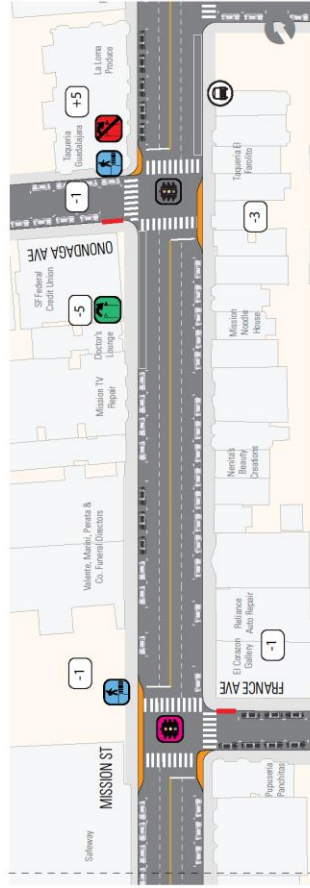 Safeway
MISSION ST
-1
Valente, Marini, Perata &
Co. Funeral Directors
Mission TV
Repair
Doctor's
Lounge
-5
SF Federal
Credit Union
ONONDAGA AVE
-1
Taqueria
Guadalajara
+5
La Loma
Produce
Pupuseria
Panchitas
FRANCE AVE
El Corazon
Gallery
-1
Reliance
Auto Repair
Nenita's
Beauty
Creations
Mission
Noodle
House
-3
Taqueria El
Farolito